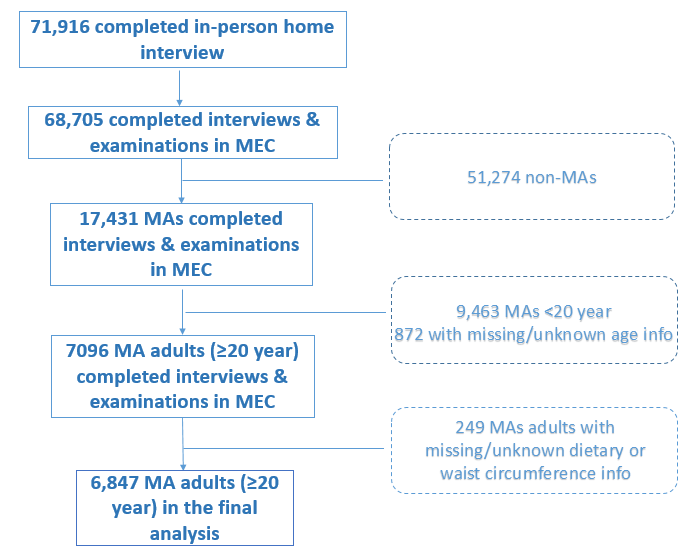 71,916 completed in-person home
interview
68,705 completed interviews &
examinations in MEC
51,274 non-MAs
17,431 MAs completed
interviews & examinations
in MEC
9,463 MAs <20 year
872 with missing/unknown age info
7096 MA adults (≥20 year)
completed interviews &
examinations in MEC
249 MAs adults with
missing/unknown dietary or
waist circumference info
6,847 MA adults (≥20
year) in the final
analysis